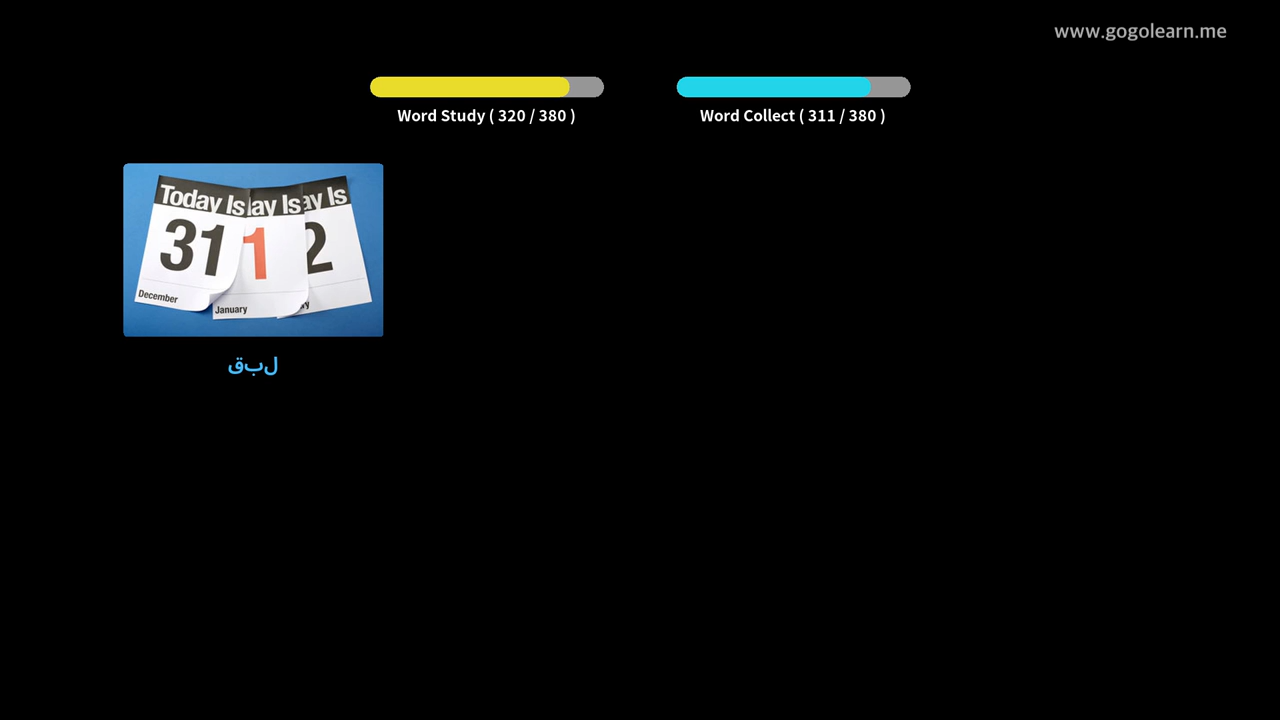 www.gogolearn.me
Word Study ( 320 / 380 )
Word Collect ( 311 / 380 )
Today Is
ay Is
ay Is
31
1
2
December
January
لبق